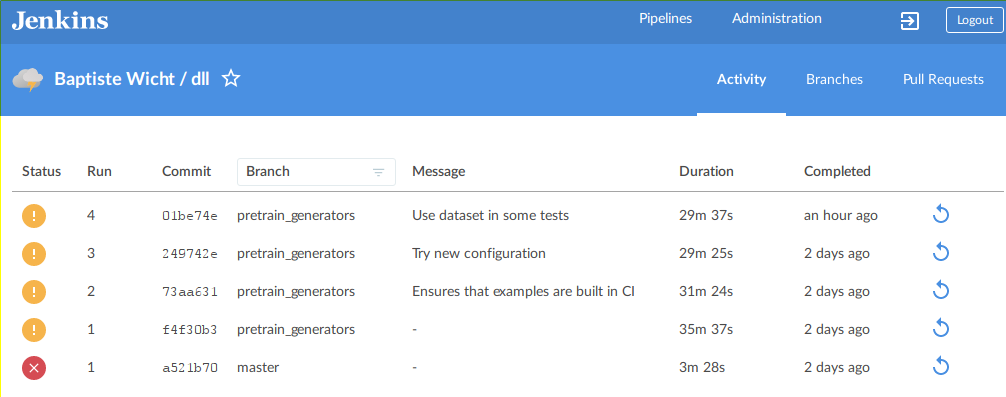 Jenkins Pipelines Administration Logout
Baptiste Wicht / dll Activity Branches Pull Requests
Status Run Commit Branch Message Duration Completed
4 01be74e pretrain_generators Use dataset in some tests 29m 37s an hour ago
3 249742e pretrain_generators Try new configuration 29m 25s 2 days ago
2 73aa631 pretrain_generators Ensures that examples are built in CI 31m 24s 2 days ago
1 f4f30b3 pretrain_generators - 35m 37s 2 days ago
1 a521b70 master - 3m 28s 2 days ago